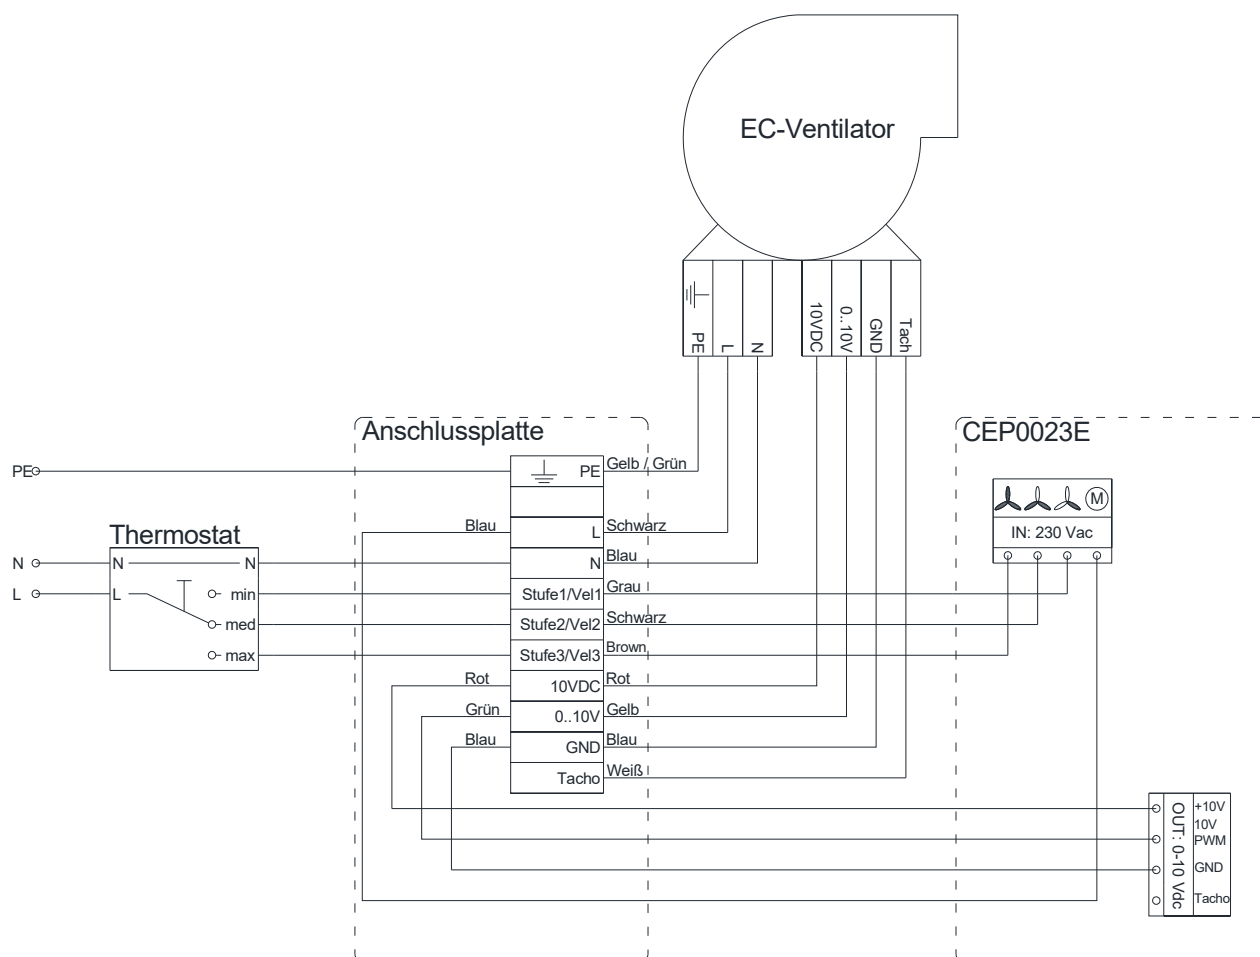 EC-Ventilator
PE
L
N
10VDC
0..10V
GND
Tach
Anschlussplatte
CEP0023E
PE
PE
Gelb / Grün
M
IN: 230 Vac
Thermostat
Blau
L
Schwarz
N
N
N
N
Blau
L
L
min
Stufe1/Vel1
Grau
med
Stufe2/Vel2
Schwarz
max
Stufe3/Vel3
Brown
Rot
10VDC
Rot
Grün
0..10V
Gelb
Blau
GND
Blau
Tacho
Weiß
OUT: 0-10 Vdc
+10V
10V
PWM
GND
Tacho